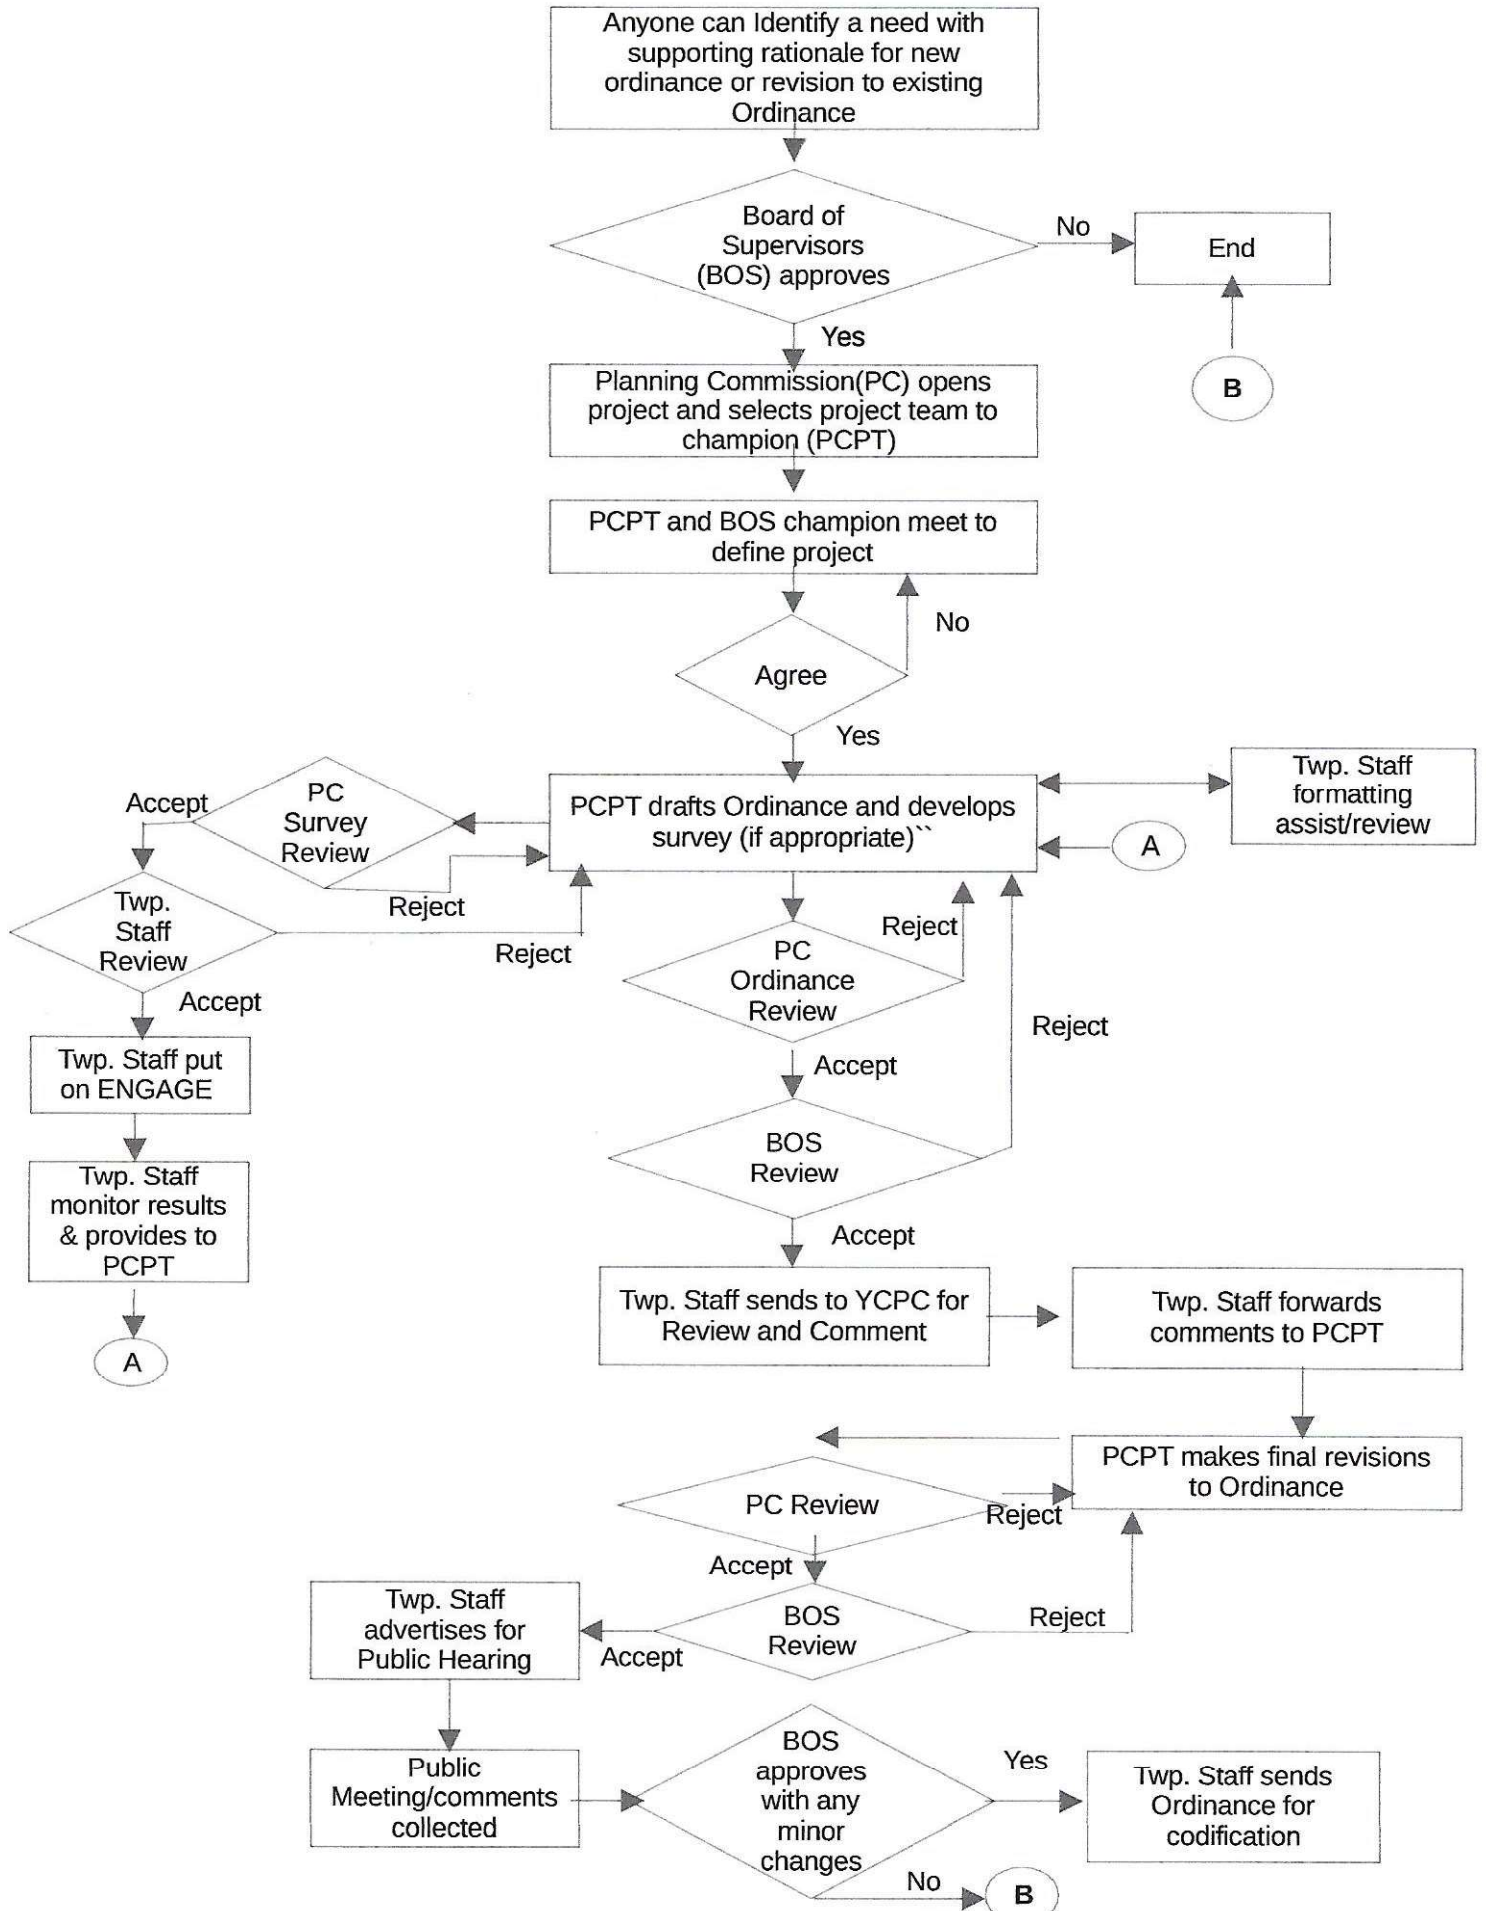 Anyone can Identify a need with
supporting rationale for new
ordinance or revision to existing
Ordinance
Board of
Supervisors
(BOS) approves
No
End
Yes
B
Planning Commission(PC) opens
project and selects project team to
champion (PCPT)
PCPT and BOS champion meet to
define project
No
Agree
Yes
PC
Survey
Review
Accept
PCPT drafts Ordinance and develops
survey (if appropriate)``
Twp. Staff
formatting
assist/review
A
Reject
Twp.
Staff
Review
Reject
Accept
PC
Ordinance
Review
Reject
Reject
Accept
Twp. Staff put
on ENGAGE
BOS
Review
Twp. Staff
monitor results
& provides to
PCPT
A
Accept
Twp. Staff sends to YCPC for
Review and Comment
Twp. Staff forwards
comments to PCPT
PCPT makes final revisions
to Ordinance
PC Review
Reject
Accept
BOS
Review
Reject
Accept
Twp. Staff
advertises for
Public Hearing
Public
Meeting/comments
collected
BOS
approves
with any
minor
changes
Yes
Twp. Staff sends
Ordinance for
codification
No
B